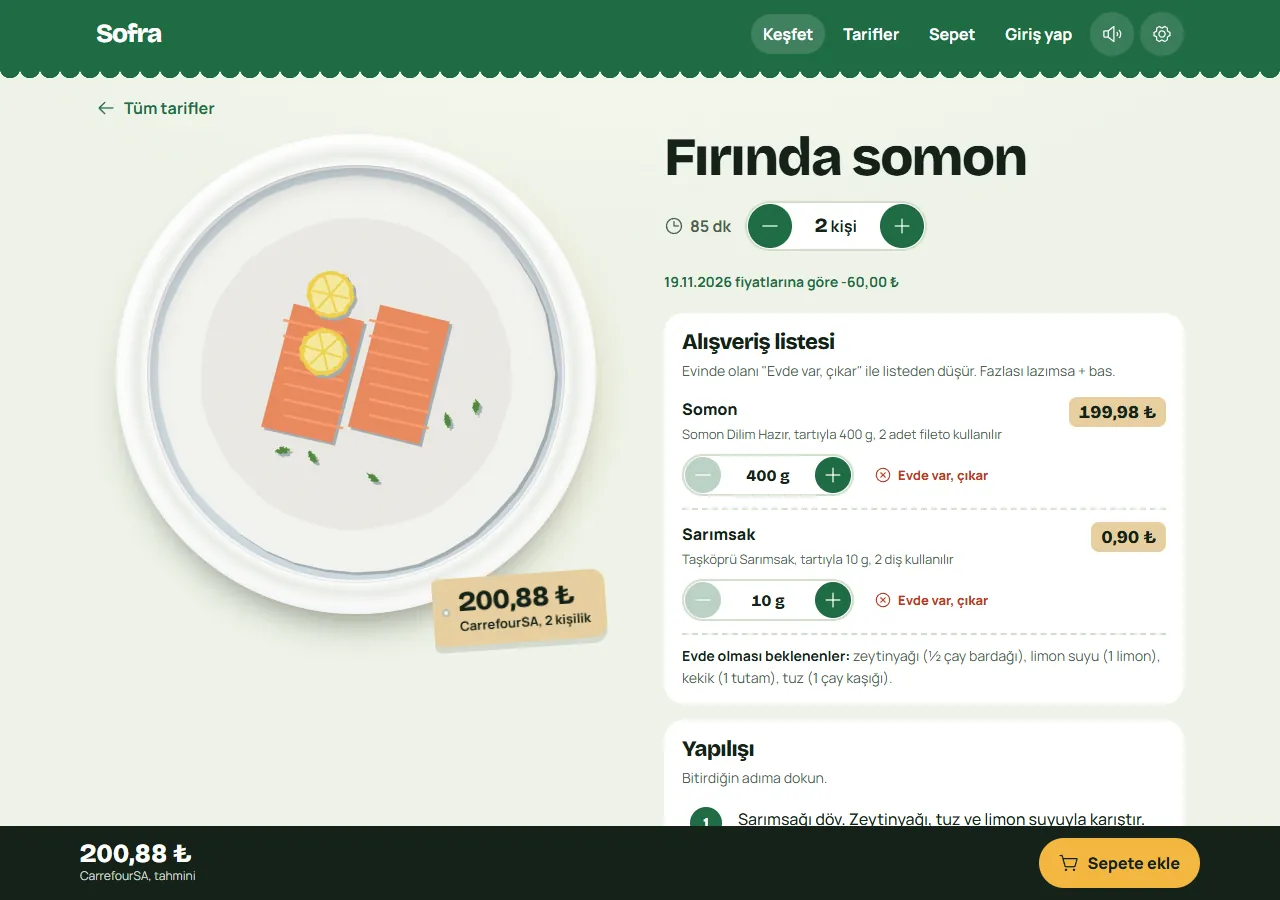 Sofra
Keşfet
Tarifler
Sepet
Giriş yap
Tüm tarifler
Fırında somon
85 dk
2 kişi
19.11.2026 fiyatlarına göre -60,00 ₺
Alışveriş listesi
Evinde olanı "Evde var, çıkar" ile listeden düşür. Fazlası lazımsa + bas.
Somon
199,98 ₺
Somon Dilim Hazır, tartıyla 400 g, 2 adet fileto kullanılır
400 g
Evde var, çıkar
Sarımsak
0,90 ₺
Taşköprü Sarımsak, tartıyla 10 g, 2 diş kullanılır
10 g
Evde var, çıkar
Evde olması beklenenler: zeytinyağı (½ çay bardağı), limon suyu (1 limon),
kekik (1 tutam), tuz (1 çay kaşığı).
200,88 ₺
CarrefourSA, 2 kişilik
Yapılışı
Bitirdiğin adıma dokun.
1 Sarımsağı döv. Zeytinyağı, tuz ve limon suyuyla karıştır.
200,88 ₺
CarrefourSA, tahmini
Sepete ekle